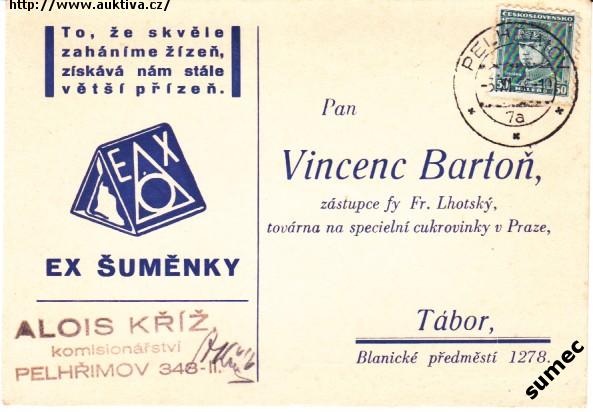 http://www.auktiva.cz/
To, že skvěle
zaháníme žízeň,
získává nám stále
větší přízeň.
EX
EX ŠUMĚNKY
ALOIS KŘÍŽ,
komisionářství
PELHŘIMOV 348-II.
ČESKOSLOVENSKO
50 50
PELHŘIMOV
7a
Pan
Vincenc Bartoň,
zástupce fy Fr. Lhotský,
továrna na specielní cukrovinky v Praze,
Tábor,
Blanické předměstí 1278.
sumec